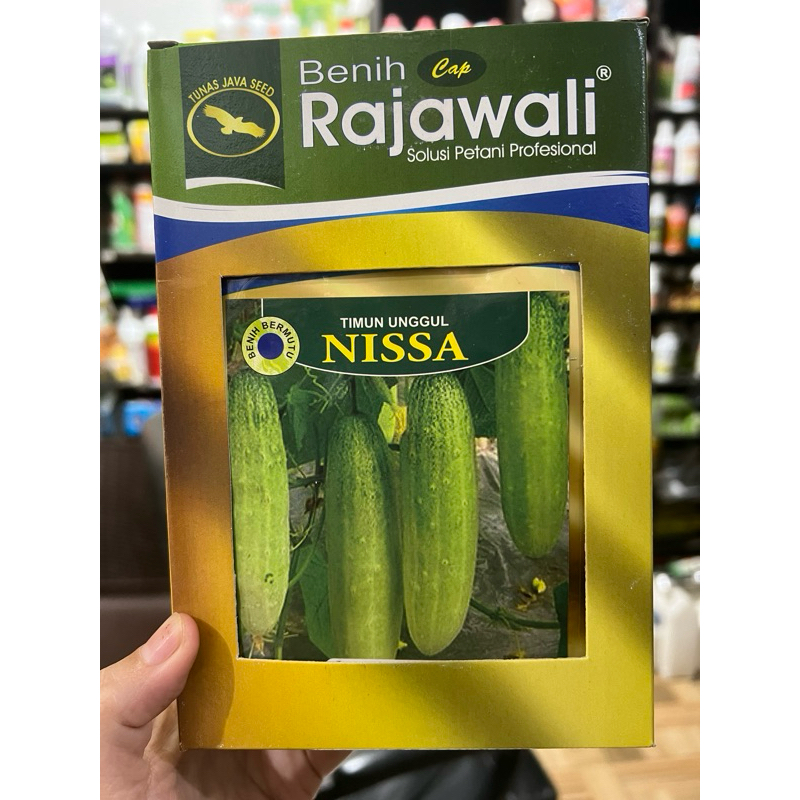 TUNAS JAVA SEED
Benih Cap
Rajawali®
Solusi Petani Profesional
BENIH BERMUTU
TIMUN UNGGUL
NISSA